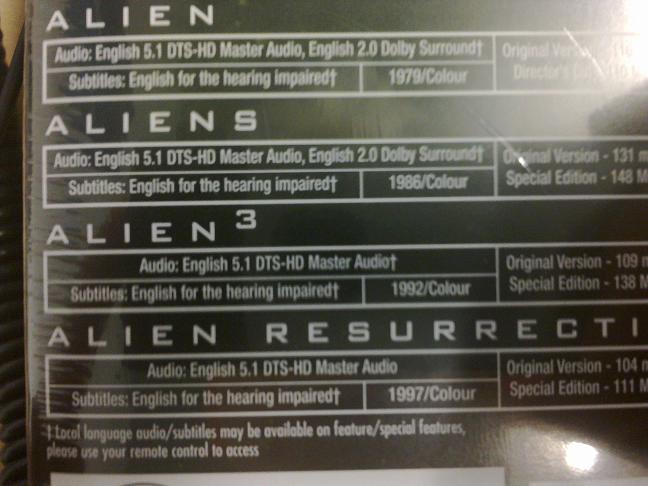 ALIEN
Audio: English 5.1 DTS-HD Master Audio, English 2.0 Dolby Surround†
Original
Subtitles: English for the hearing impaired†
1979/Colour
Director's
ALIENS
Audio: English 5.1 DTS-HD Master Audio, English 2.0 Dolby Surround†
Original Version - 131 m
Subtitles: English for the hearing impaired†
1986/Colour
Special Edition - 148 M
ALIEN³
Audio: English 5.1 DTS-HD Master Audio†
Original Version - 109 m
Subtitles: English for the hearing impaired†
1992/Colour
Special Edition - 138 M
ALIEN RESURRECTI
Audio: English 5.1 DTS-HD Master Audio
Original Version - 104 m
Subtitles: English for the hearing impaired†
1997/Colour
Special Edition - 111 M
† Local language audio/subtitles may be available on feature/special features,
please use your remote control to access